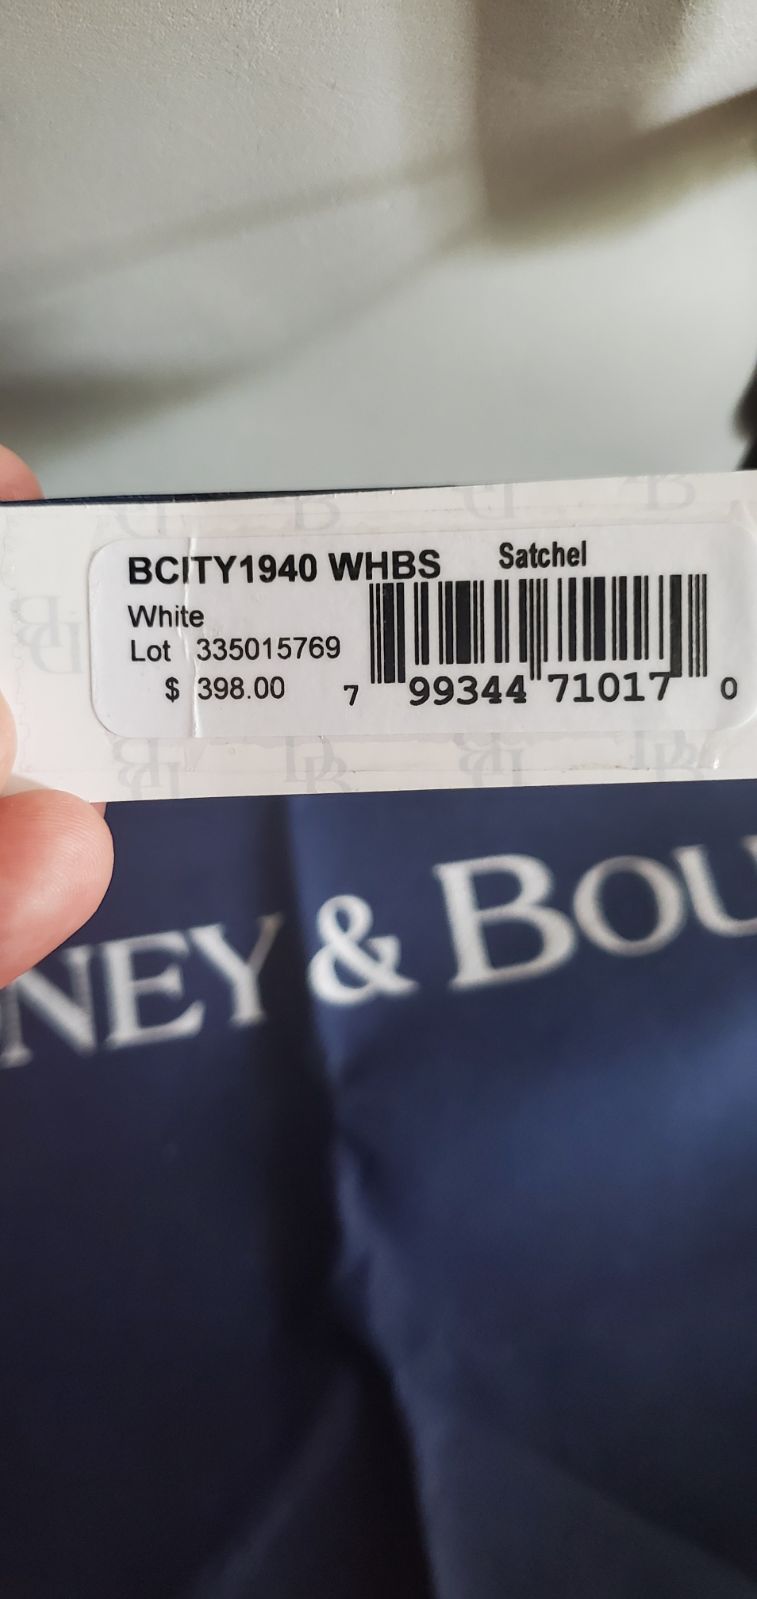 BCITY1940 WHBS Satchel
White
Lot 335015769
$ 398.00
7 99344 71017 0
NEY & BOU